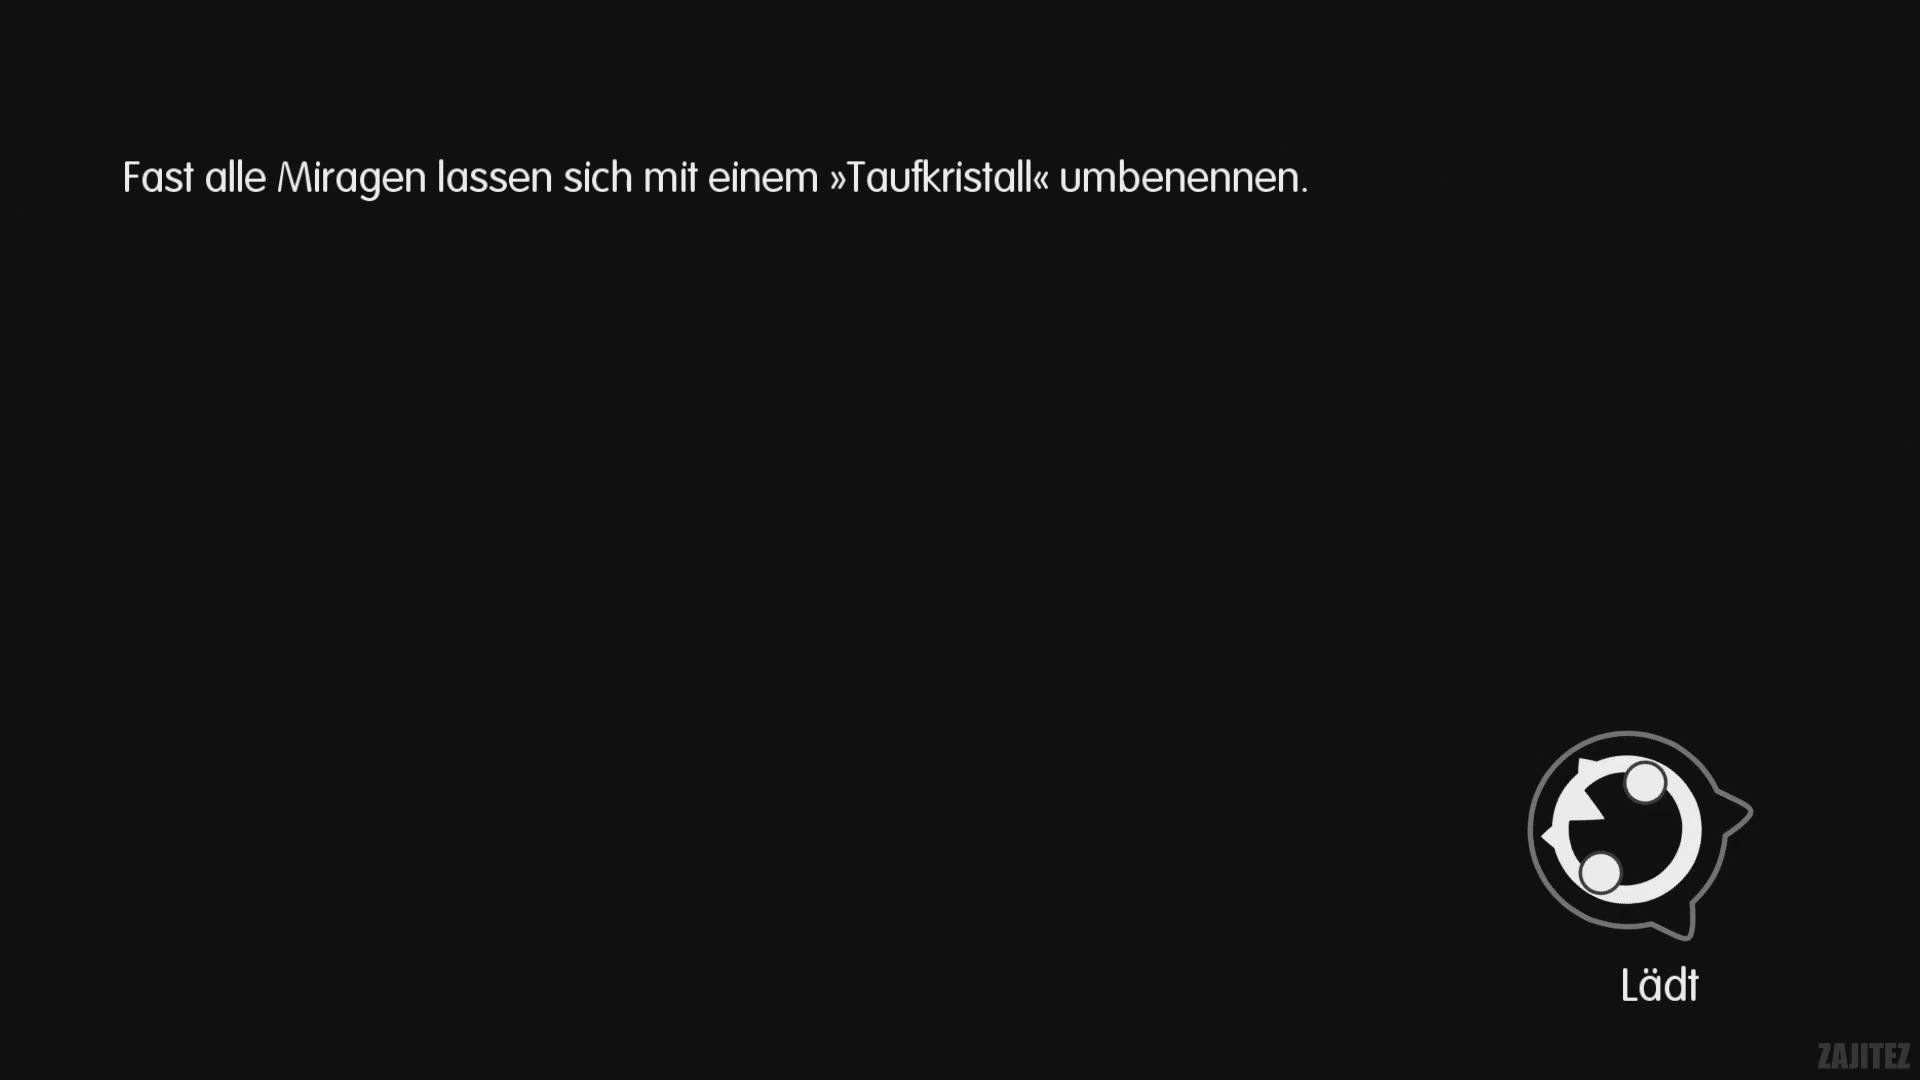 Fast alle Miragen lassen sich mit einem »Taufkristall« umbenennen.
Lädt
ZAJITEZ